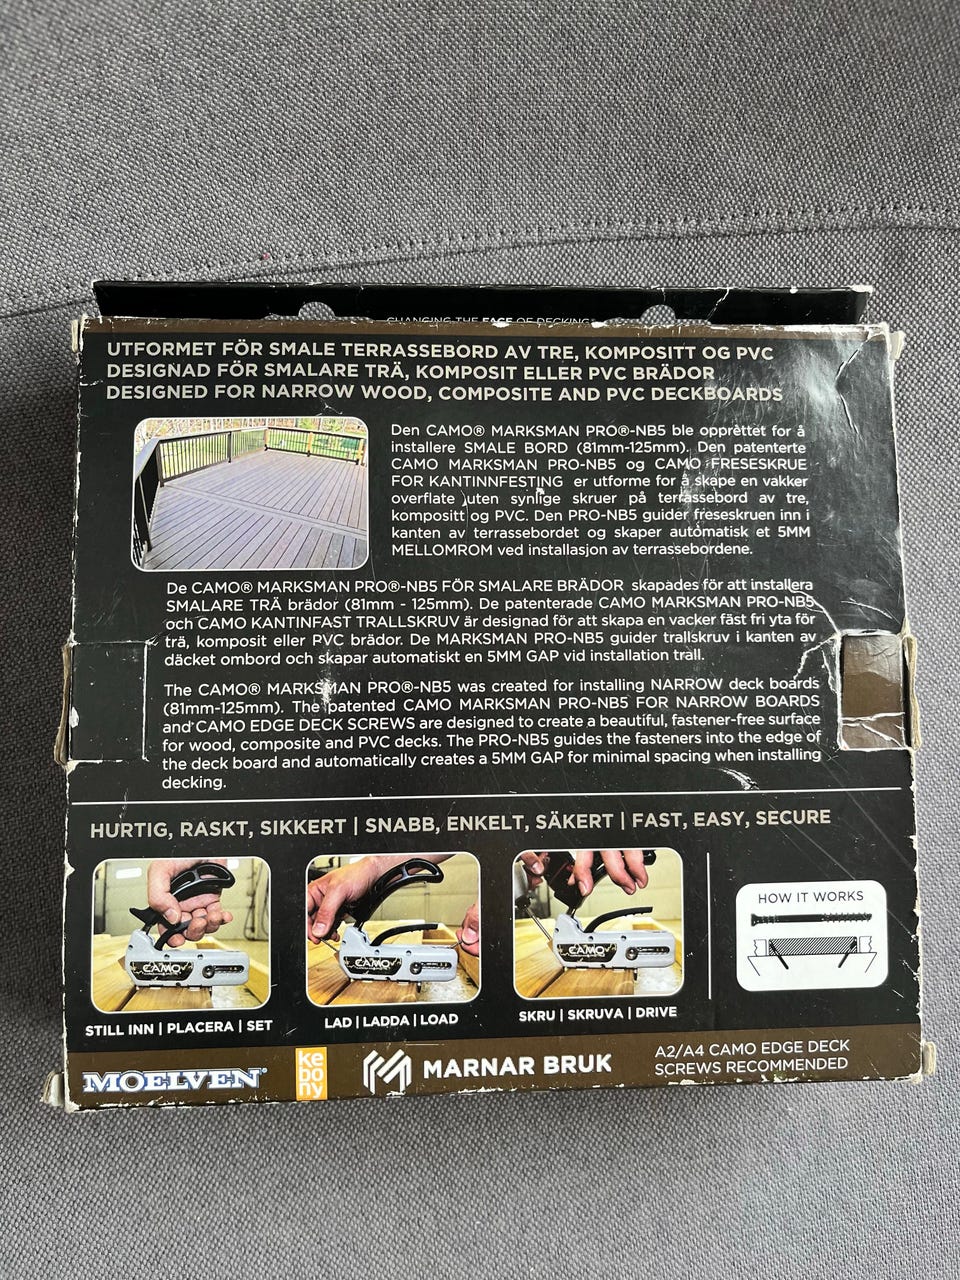 CHANGING THE FACE OF DECKING
UTFORMET FÖR SMALE TERRASSEBORD AV TRE, KOMPOSITT OG PVC
DESIGNAD FÖR SMALARE TRÄ, KOMPOSIT ELLER PVC BRÄDOR
DESIGNED FOR NARROW WOOD, COMPOSITE AND PVC DECKBOARDS
Den CAMO® MARKSMAN PRO®-NB5 ble opprèttet for å
installere SMALE BORD (81mm-125mm). Den patenterte
CAMO MARKSMAN PRO-NB5 og CAMO FRESESKRUE
FOR KANTINNFESTING er utforme for å skape en vakker
overflate uten synlige skruer på terrassebord av tre,
kompositt og PVC. Den PRO-NB5 guider freseskruen inn i
kanten av terrassebordet og skaper automatisk et 5MM
MELLOMROM ved installasjon av terrassebordene.
De CAMO® MARKSMAN PRO®-NB5 FÖR SMALARE BRÄDOR skapades för att installera
SMALARE TRÄ brädor (81mm - 125mm). De patenterade CAMO MARKSMAN PRO-NB5
och CAMO KANTINFAST TRALLSKRUV är designad för att skapa en vacker fäst fri yta för
trä, komposit eller PVC brädor. De MARKSMAN PRO-NB5 guider trallskruv i kanten av
däcket ombord och skapar automatiskt en 5MM GAP vid installation trall.
The CAMO® MARKSMAN PRO®-NB5 was created for installing NARROW deck boards
(81mm-125mm). The patented CAMO MARKSMAN PRO-NB5 FOR NARROW BOARDS
and CAMO EDGE DECK SCREWS are designed to create a beautiful, fastener-free surface
for wood, composite and PVC decks. The PRO-NB5 guides the fasteners into the edge of
the deck board and automatically creates a 5MM GAP for minimal spacing when installing
decking.
HURTIG, RASKT, SIKKERT | SNABB, ENKELT, SÄKERT | FAST, EASY, SECURE
CAMO
CAMO
CAMO
HOW IT WORKS
STILL INN | PLACERA | SET
LAD | LADDA | LOAD
SKRU | SKRUVA | DRIVE
MOELVEN®
ke
bo
ny
MARNAR BRUK
A2/A4 CAMO EDGE DECK
SCREWS RECOMMENDED